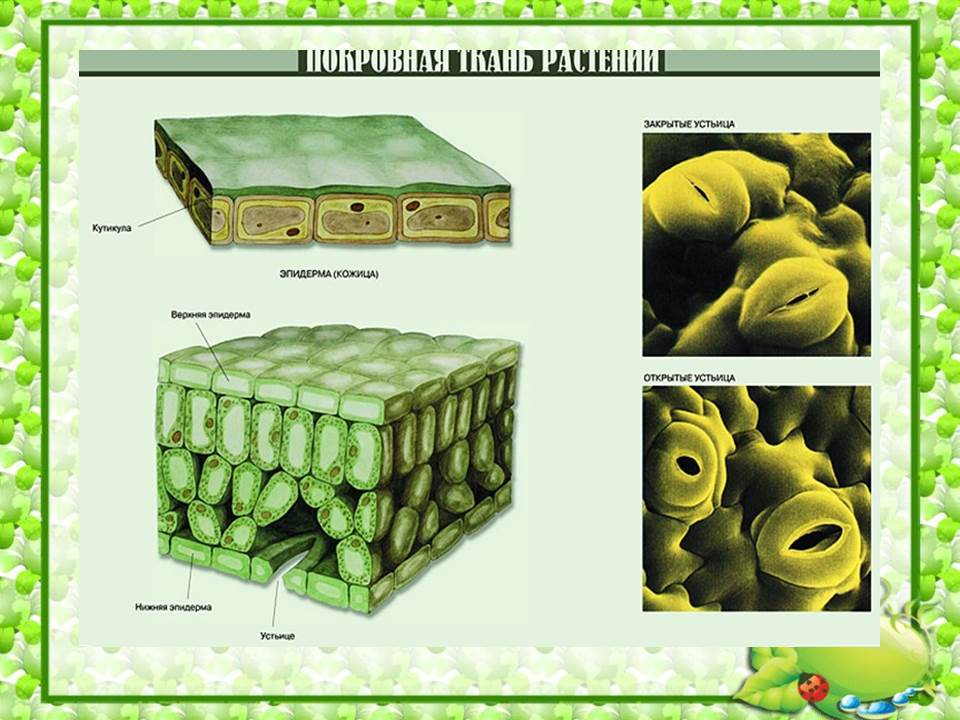 ПОКРОВНАЯ ТКАНЬ РАСТЕНИЙ
ЗАКРЫТЫЕ УСТЬИЦА
Кутикула
ЭПИДЕРМА (КОЖИЦА)
Верхняя эпидерма
ОТКРЫТЫЕ УСТЬИЦА
Нижняя эпидерма
Устьице